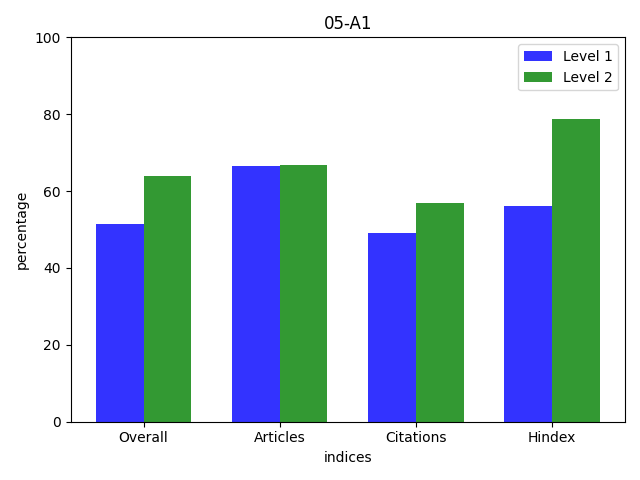 05-A1
100
80
60
40
20
0
percentage
Level 1
Level 2
Overall
Articles
Citations
Hindex
indices